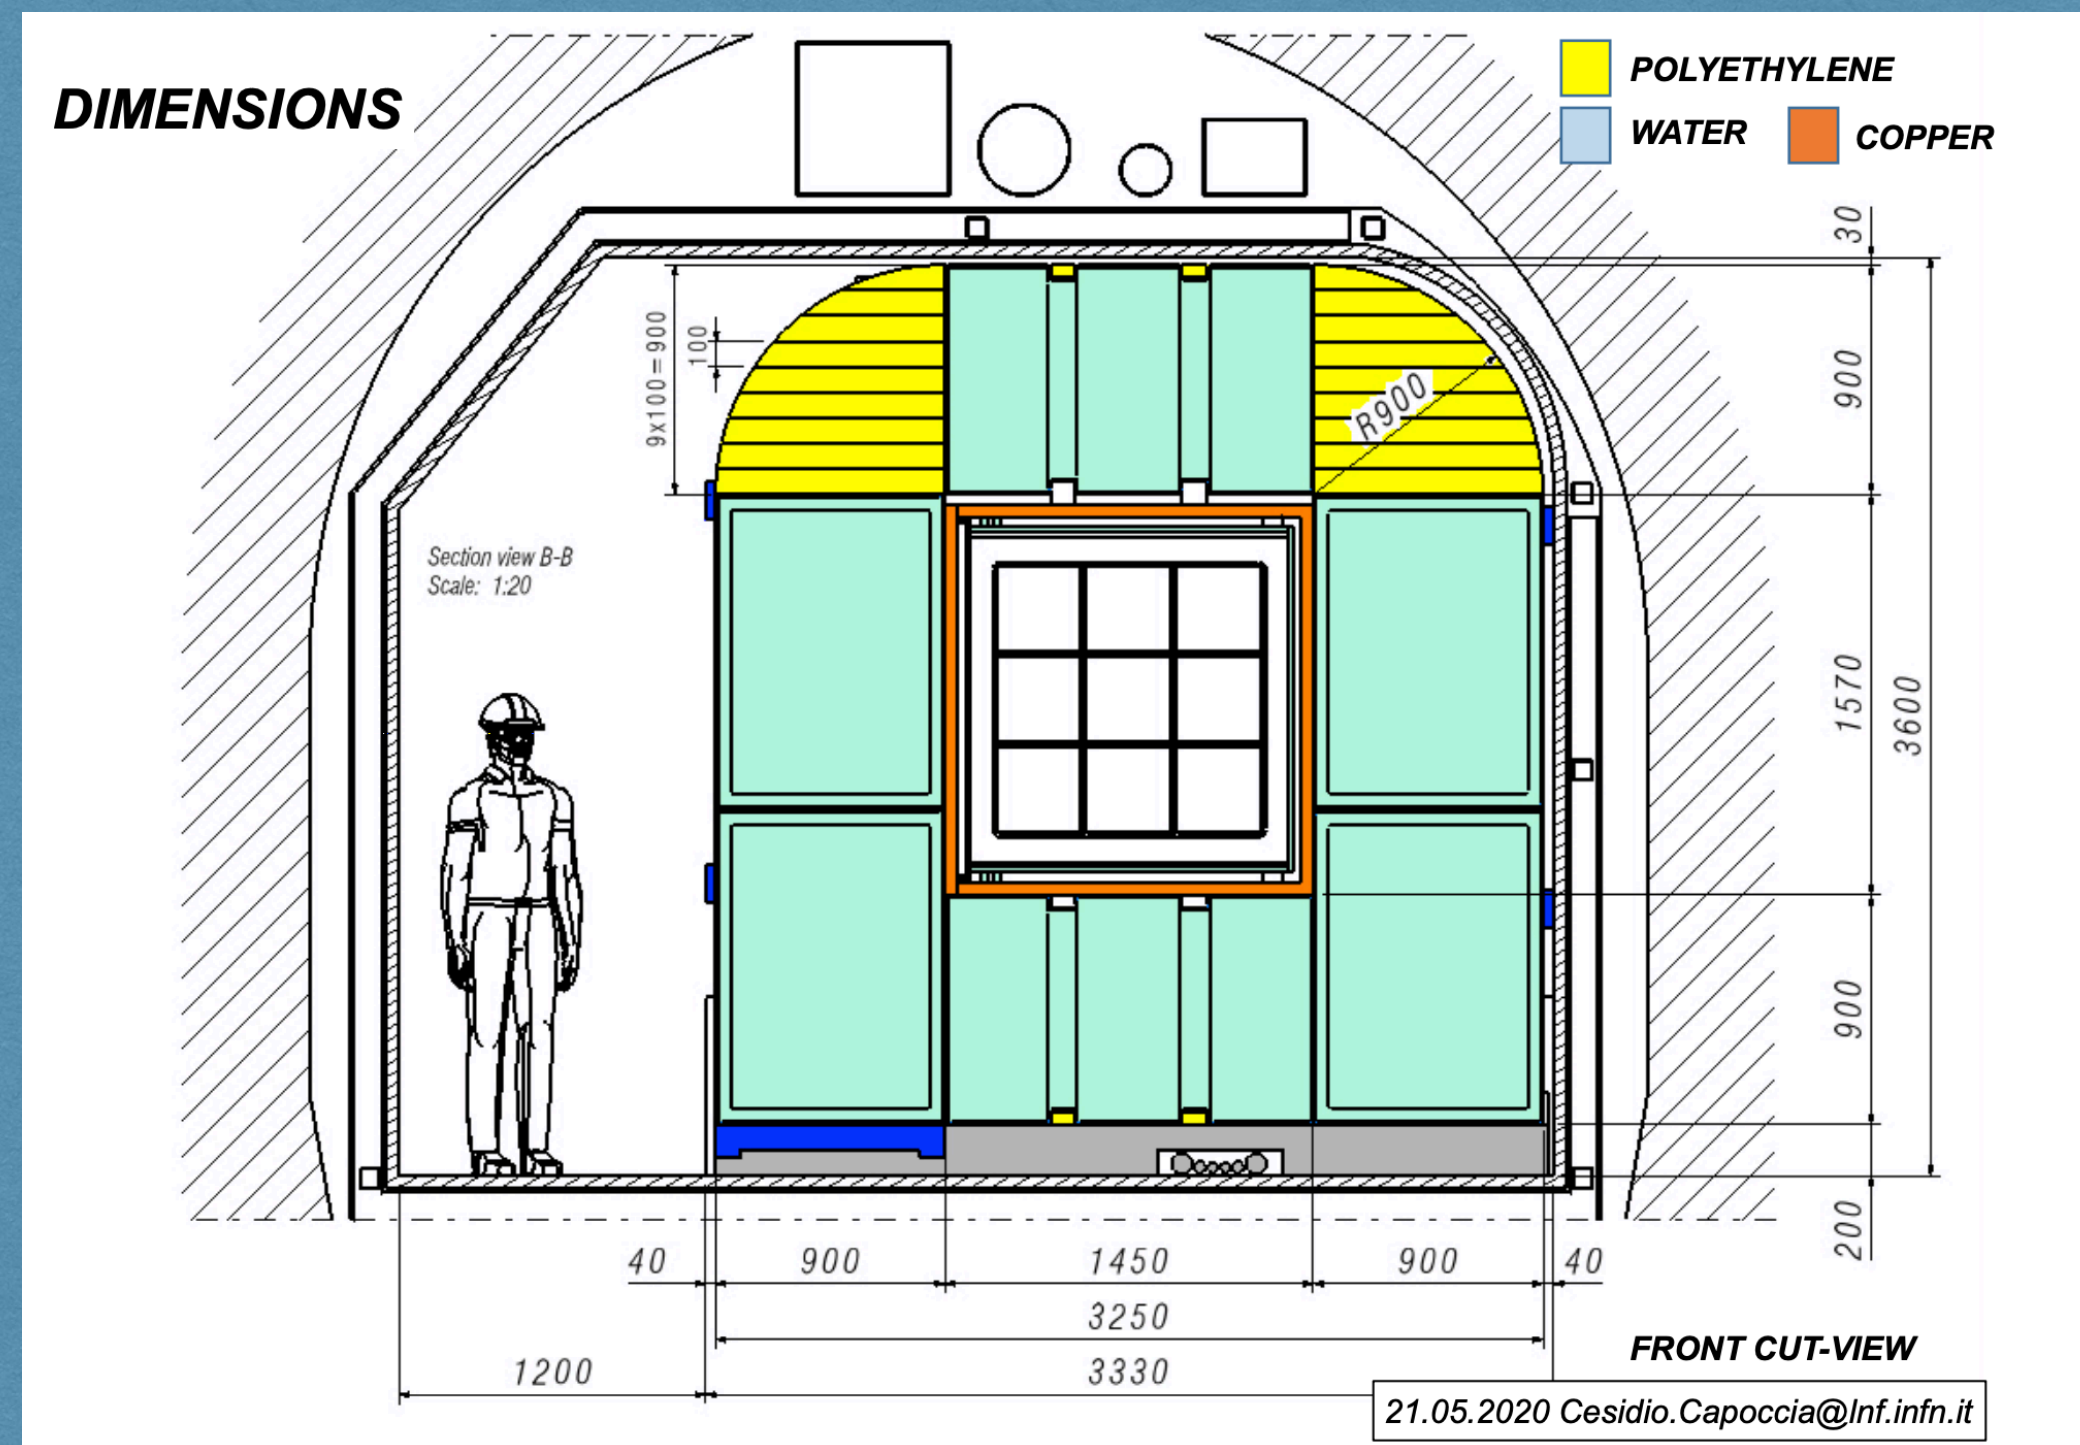 DIMENSIONS
POLYETHYLENE
WATER
COPPER
30
900
1570
3600
900
200
9x100=900
100
R900
Section view B-B
Scale: 1:20
40
900
1450
900
40
3250
1200
3330
FRONT CUT-VIEW
21.05.2020 Cesidio.Capoccia@lnf.infn.it